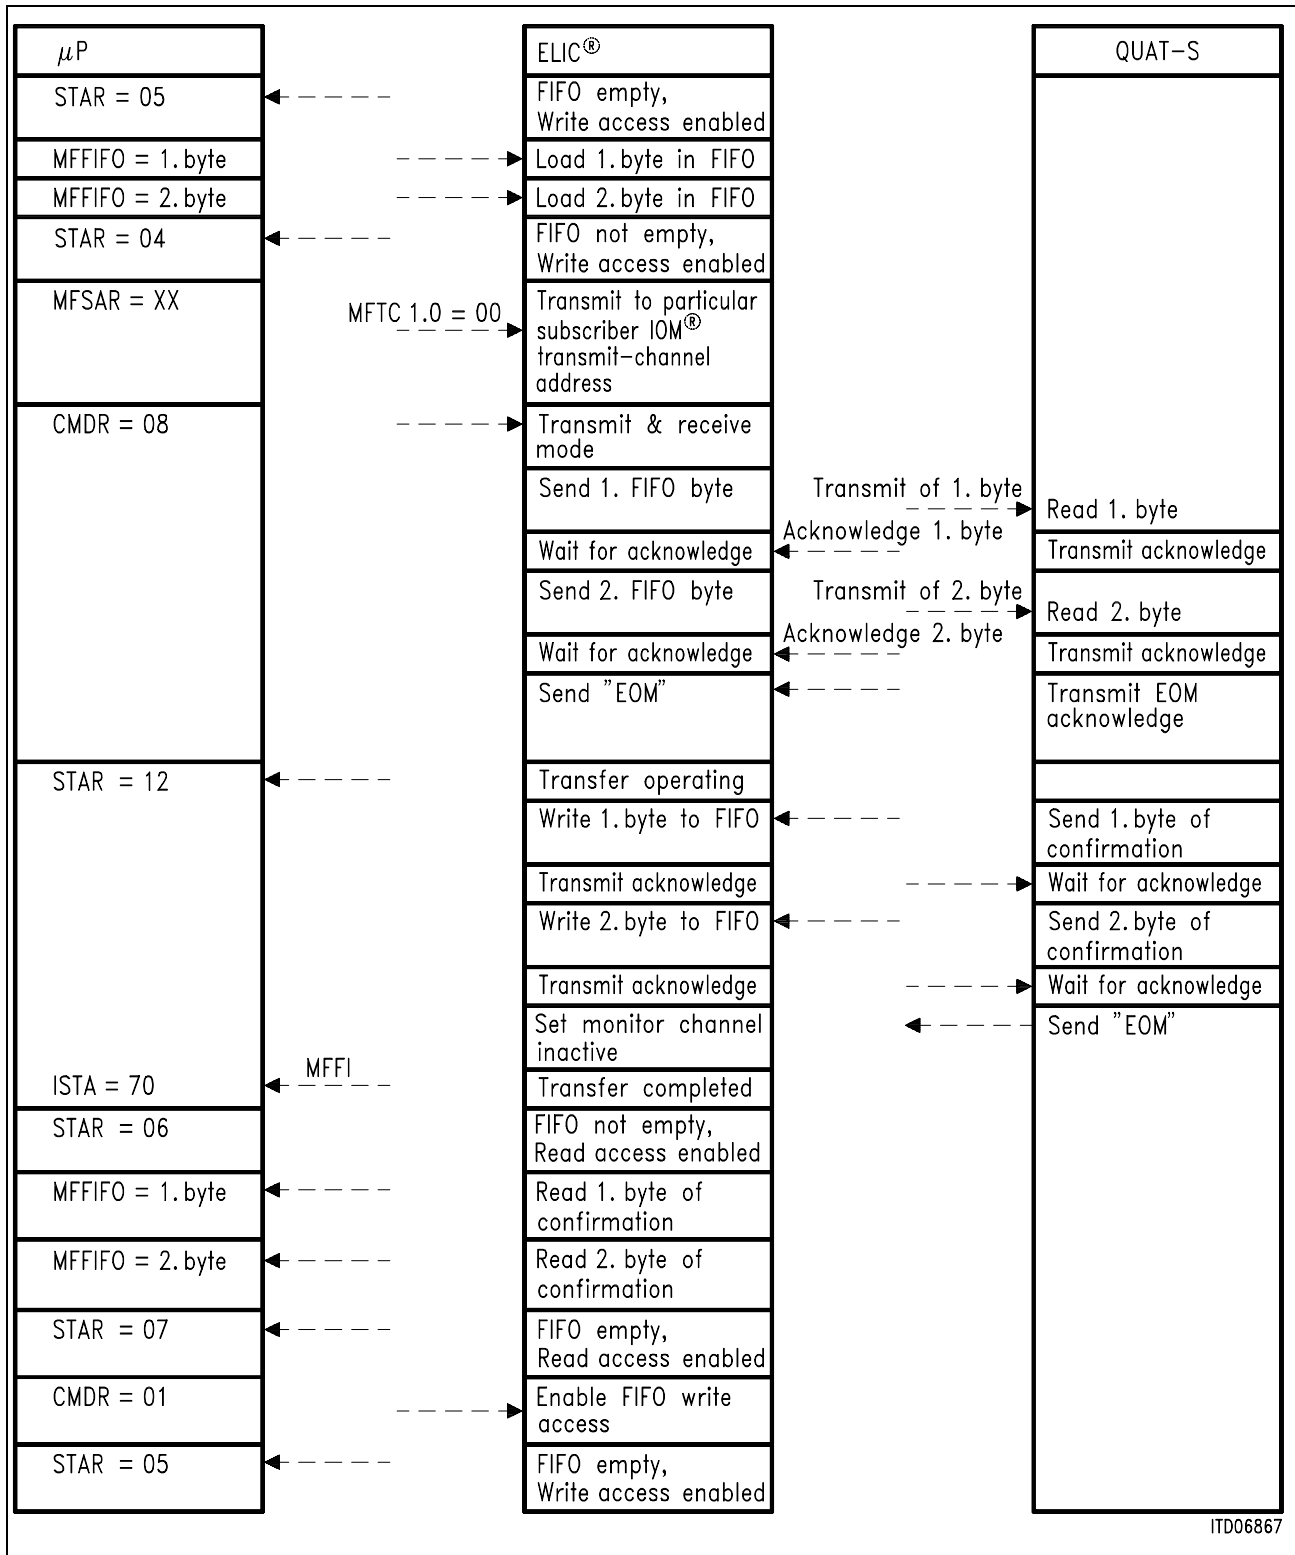 μP
ELIC®
QUAT-S
STAR = 05
FIFO empty,
Write access enabled
MFFIFO = 1.byte
Load 1.byte in FIFO
MFFIFO = 2.byte
Load 2.byte in FIFO
STAR = 04
FIFO not empty,
Write access enabled
MFSAR = XX
MFTC 1.0 = 00
Transmit to particular
subscriber IOM®
transmit-channel
address
CMDR = 08
Transmit & receive
mode
Send 1. FIFO byte
Transmit of 1. byte
Read 1. byte
Acknowledge 1. byte
Wait for acknowledge
Transmit acknowledge
Send 2. FIFO byte
Transmit of 2. byte
Read 2. byte
Acknowledge 2. byte
Wait for acknowledge
Transmit acknowledge
Send "EOM"
Transmit EOM
acknowledge
STAR = 12
Transfer operating
Write 1.byte to FIFO
Send 1.byte of
confirmation
Transmit acknowledge
Wait for acknowledge
Write 2.byte to FIFO
Send 2.byte of
confirmation
Transmit acknowledge
Wait for acknowledge
Set monitor channel
inactive
Send "EOM"
ISTA = 70
MFFI
Transfer completed
STAR = 06
FIFO not empty,
Read access enabled
MFFIFO = 1.byte
Read 1. byte of
confirmation
MFFIFO = 2.byte
Read 2. byte of
confirmation
STAR = 07
FIFO empty,
Read access enabled
CMDR = 01
Enable FIFO write
access
STAR = 05
FIFO empty,
Write access enabled
ITD06867